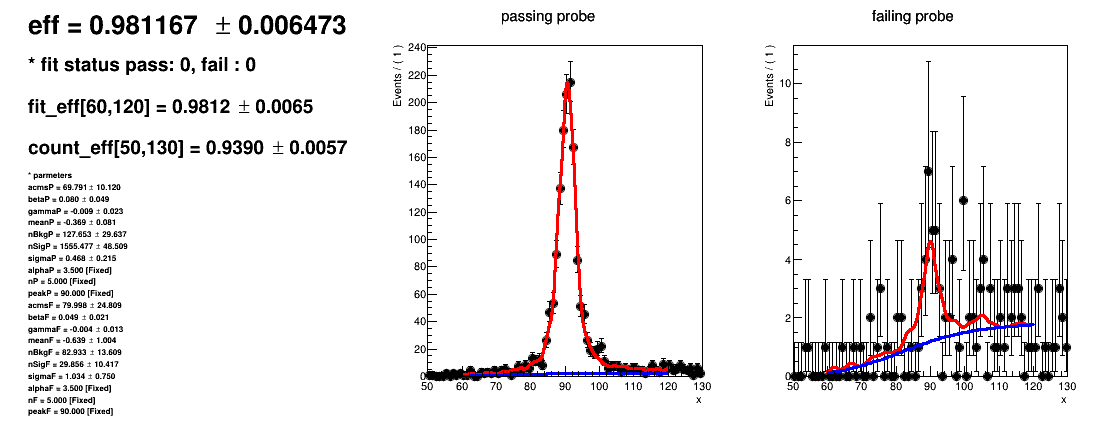 eff = 0.981167 ± 0.006473
* fit status pass: 0, fail : 0
fit_eff[60,120] = 0.9812 ± 0.0065
count_eff[50,130] = 0.9390 ± 0.0057
* parmeters
acmsP = 69.791 ± 10.120
betaP = 0.080 ± 0.049
gammaP = -0.009 ± 0.023
meanP = -0.369 ± 0.081
nBkgP = 127.653 ± 29.637
nSigP = 1555.477 ± 48.509
sigmaP = 0.468 ± 0.215
alphaP = 3.500 [Fixed]
nP = 5.000 [Fixed]
peakP = 90.000 [Fixed]
acmsF = 79.998 ± 24.809
betaF = 0.049 ± 0.021
gammaF = -0.004 ± 0.013
meanF = -0.639 ± 1.004
nBkgF = 82.933 ± 13.609
nSigF = 29.856 ± 10.417
sigmaF = 1.034 ± 0.750
alphaF = 3.500 [Fixed]
nF = 5.000 [Fixed]
peakF = 90.000 [Fixed]
passing probe
Events / ( 1 )
240
220
200
180
160
140
120
100
80
60
40
20
0
50 60 70 80 90 100 110 120 130
x
failing probe
Events / ( 1 )
10
8
6
4
2
0
50 60 70 80 90 100 110 120 130
x